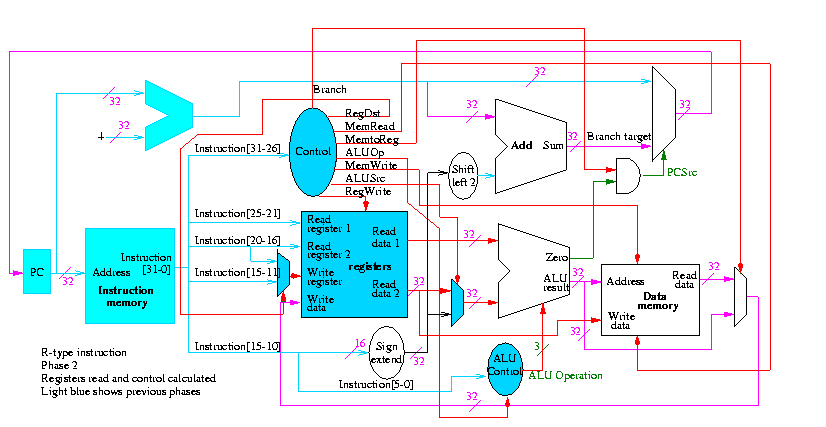 Branch
32
32
4
32
RegDst
MemRead
MemtoReg
ALUOp
MemWrite
ALUSrc
RegWrite
Control
Instruction[31-26]
32
32
Add
Sum
32
Branch target
32
PCSrc
Shift
left 2
Instruction[25-21]
Instruction[20-16]
Instruction[15-11]
Read
register 1
Read
register 2
Write
register
Write
data
registers
Read
data 1
Read
data 2
32
32
32
Zero
ALU
result
32
32
PC
32
Address
Instruction
[31-0]
Instruction
memory
Address
Read
data
Data
memory
Write
data
32
Instruction[15-10]
16
Sign
extend
32
Instruction[5-0]
ALU
Control
3
ALU Operation
32
R-type instruction
Phase 2
Registers read and control calculated
Light blue shows previous phases